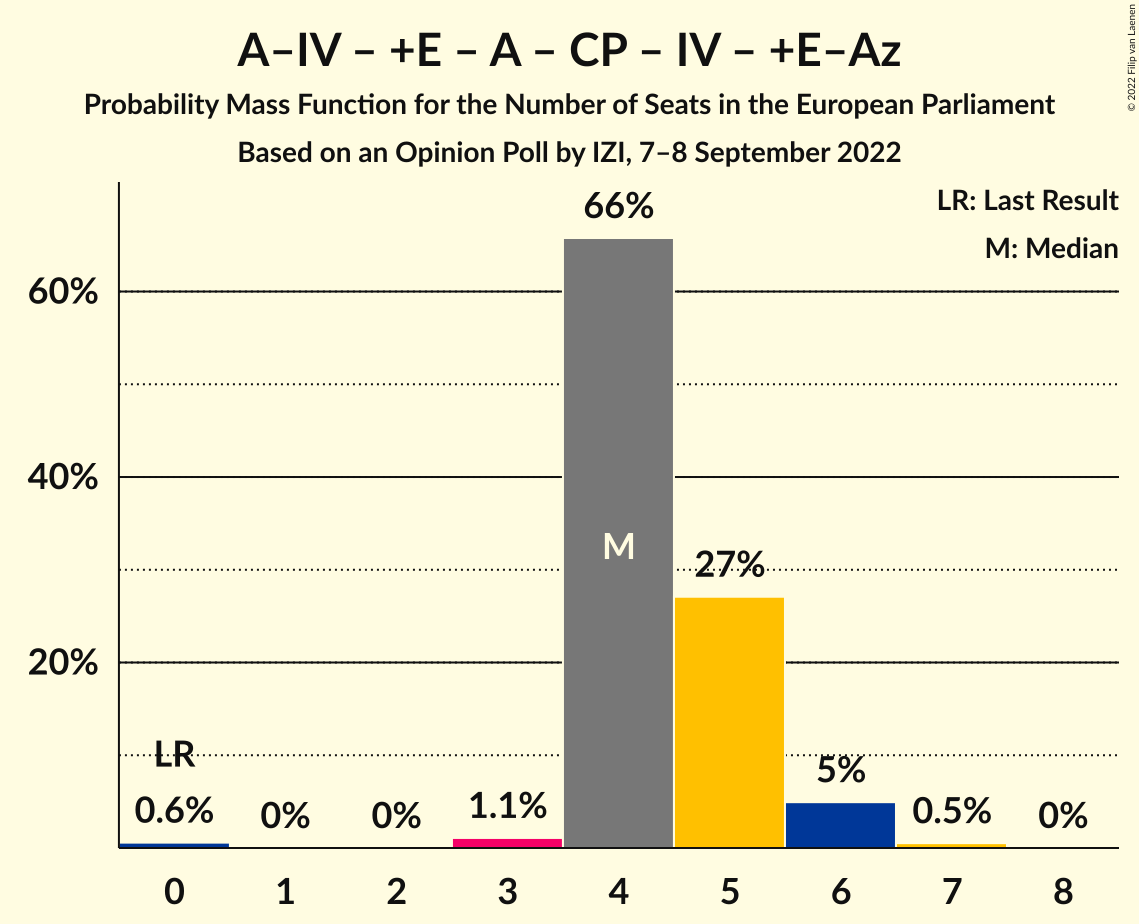 A–IV – +E – A – CP – IV – +E–Az
Probability Mass Function for the Number of Seats in the European Parliament
Based on an Opinion Poll by IZI, 7–8 September 2022
© 2022 Filip van Laenen
LR: Last Result
M: Median
66%
60%
40%
M
27%
20%
LR
5%
0.6%
0%
0%
1.1%
0.5%
0%
0 1 2 3 4 5 6 7 8